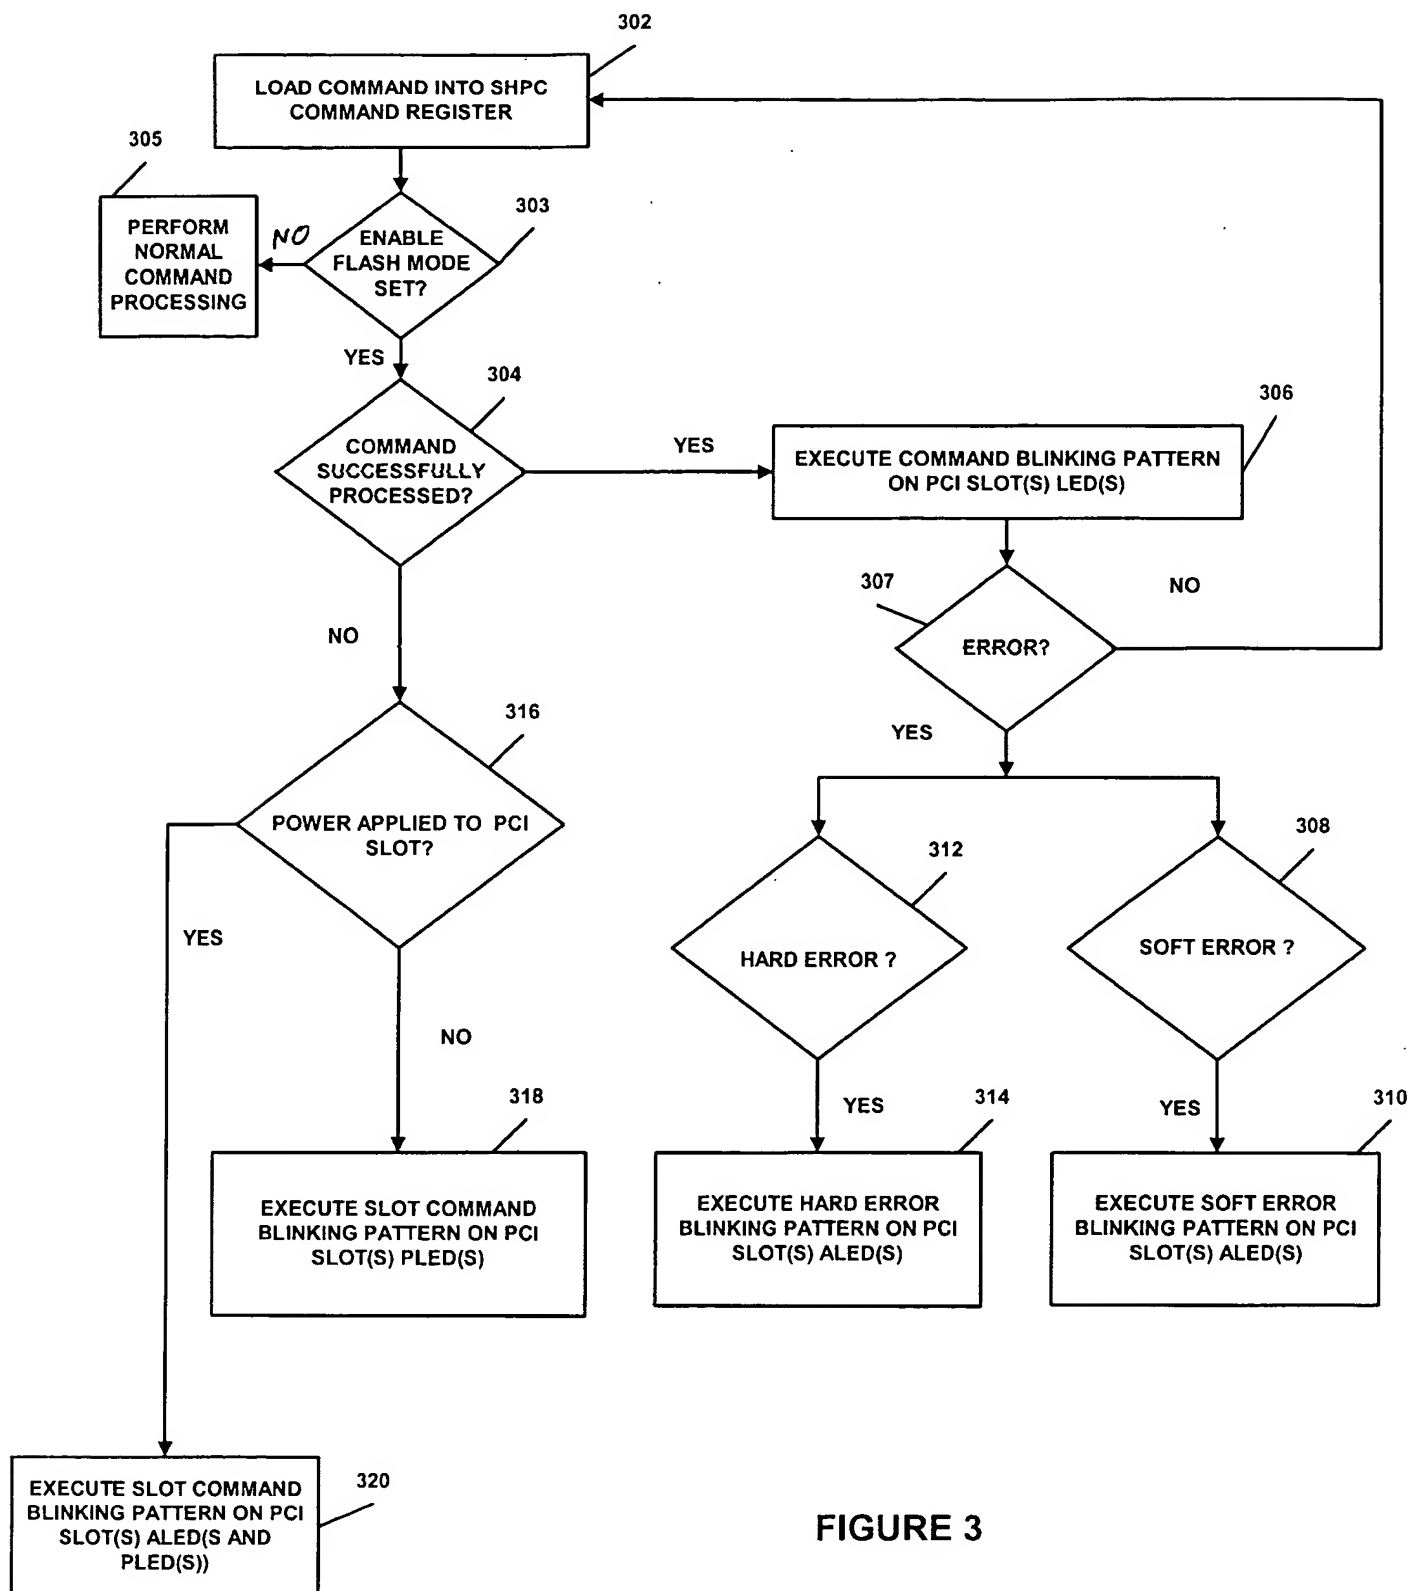 302
LOAD COMMAND INTO SHPC
COMMAND REGISTER
305
PERFORM
NORMAL
COMMAND
PROCESSING
NO
303
ENABLE
FLASH MODE
SET?
YES
304
COMMAND
SUCCESSFULLY
PROCESSED?
YES
306
EXECUTE COMMAND BLINKING PATTERN
ON PCI SLOT(S) LED(S)
307
NO
ERROR?
NO
YES
316
POWER APPLIED TO PCI
SLOT?
312
HARD ERROR ?
308
SOFT ERROR ?
YES
NO
YES
YES
318
EXECUTE SLOT COMMAND
BLINKING PATTERN ON PCI
SLOT(S) PLED(S)
314
EXECUTE HARD ERROR
BLINKING PATTERN ON PCI
SLOT(S) ALED(S)
310
EXECUTE SOFT ERROR
BLINKING PATTERN ON PCI
SLOT(S) ALED(S)
320
EXECUTE SLOT COMMAND
BLINKING PATTERN ON PCI
SLOT(S) ALED(S AND
PLED(S))
FIGURE 3